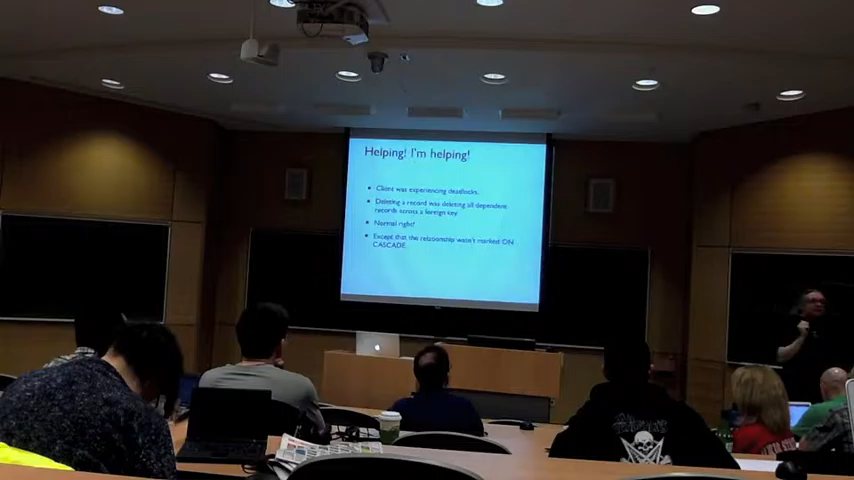 Helping! I'm helping!
• Client was experiencing deadlocks.
• Deleting a record was deleting all dependent
records across a foreign key
• Normal right?
• Except that the relationship wasn't marked ON
CASCADE.